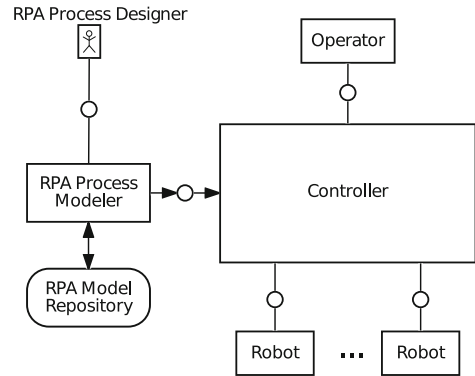 RPA Process Designer
Operator
RPA Process
Modeler
Controller
RPA Model
Repository
Robot
...
Robot